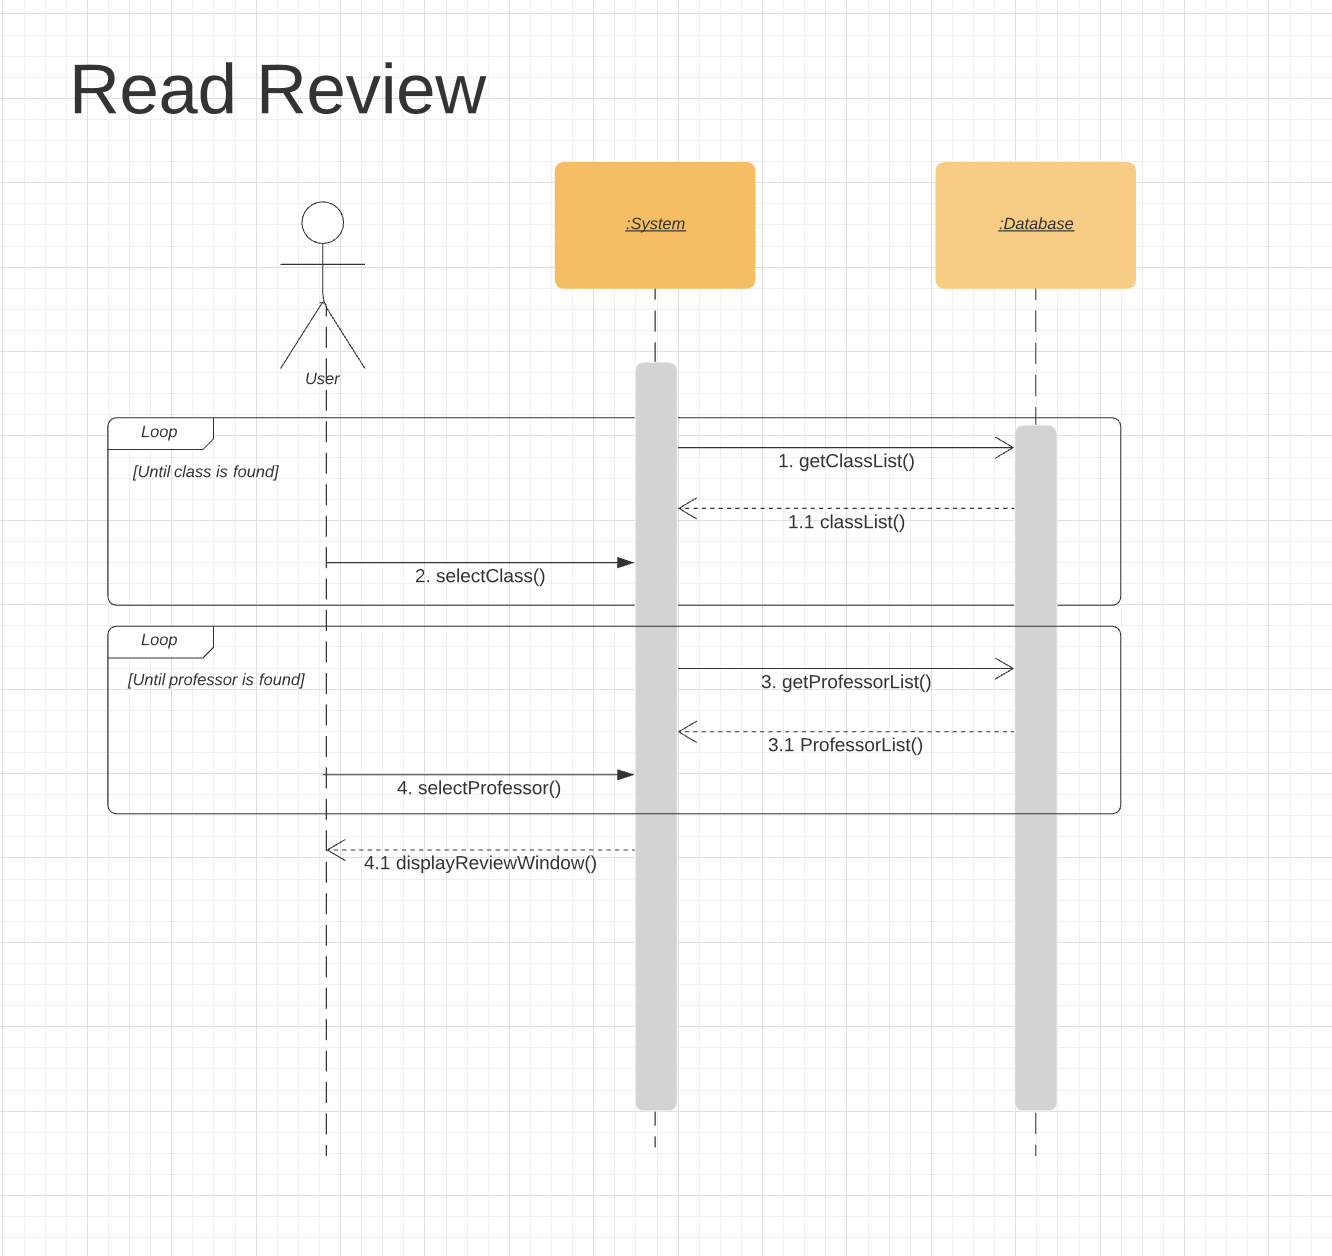 Read Review
:System
:Database
User
Loop
[Until class is found]
1. getClassList()
1.1 classList()
2. selectClass()
Loop
[Until professor is found]
3. getProfessorList()
3.1 ProfessorList()
4. selectProfessor()
4.1 displayReviewWindow()